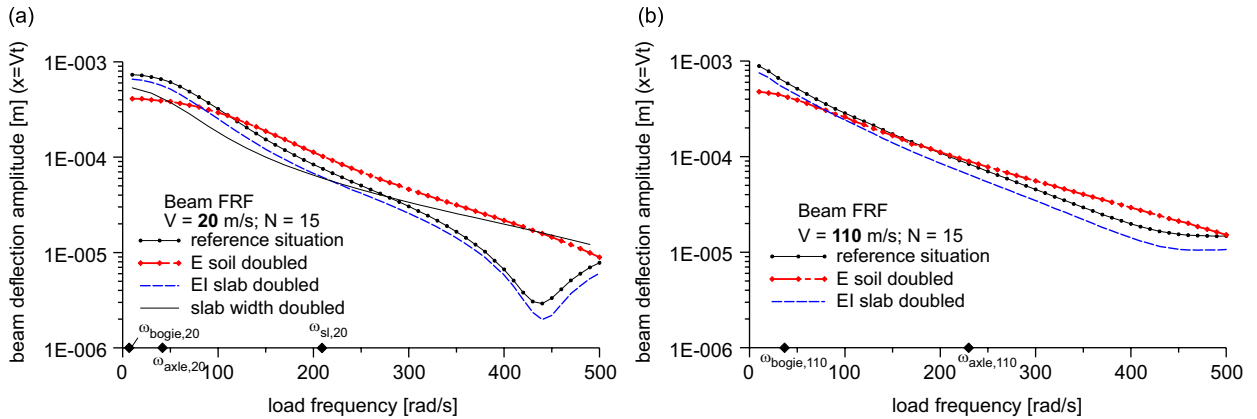 (a)
beam deflection amplitude [m] (x=Vt)
1E-003
1E-004
1E-005
1E-006
Beam FRF
V = 20 m/s; N = 15
reference situation
E soil doubled
EI slab doubled
slab width doubled
ωbogie,20
ωaxle,20
ωsl,20
0 100 200 300 400 500
load frequency [rad/s]
(b)
beam deflection amplitude [m] (x=Vt)
1E-003
1E-004
1E-005
1E-006
Beam FRF
V = 110 m/s; N = 15
reference situation
E soil doubled
EI slab doubled
ωbogie,110
ωaxle,110
0 100 200 300 400 500
load frequency [rad/s]